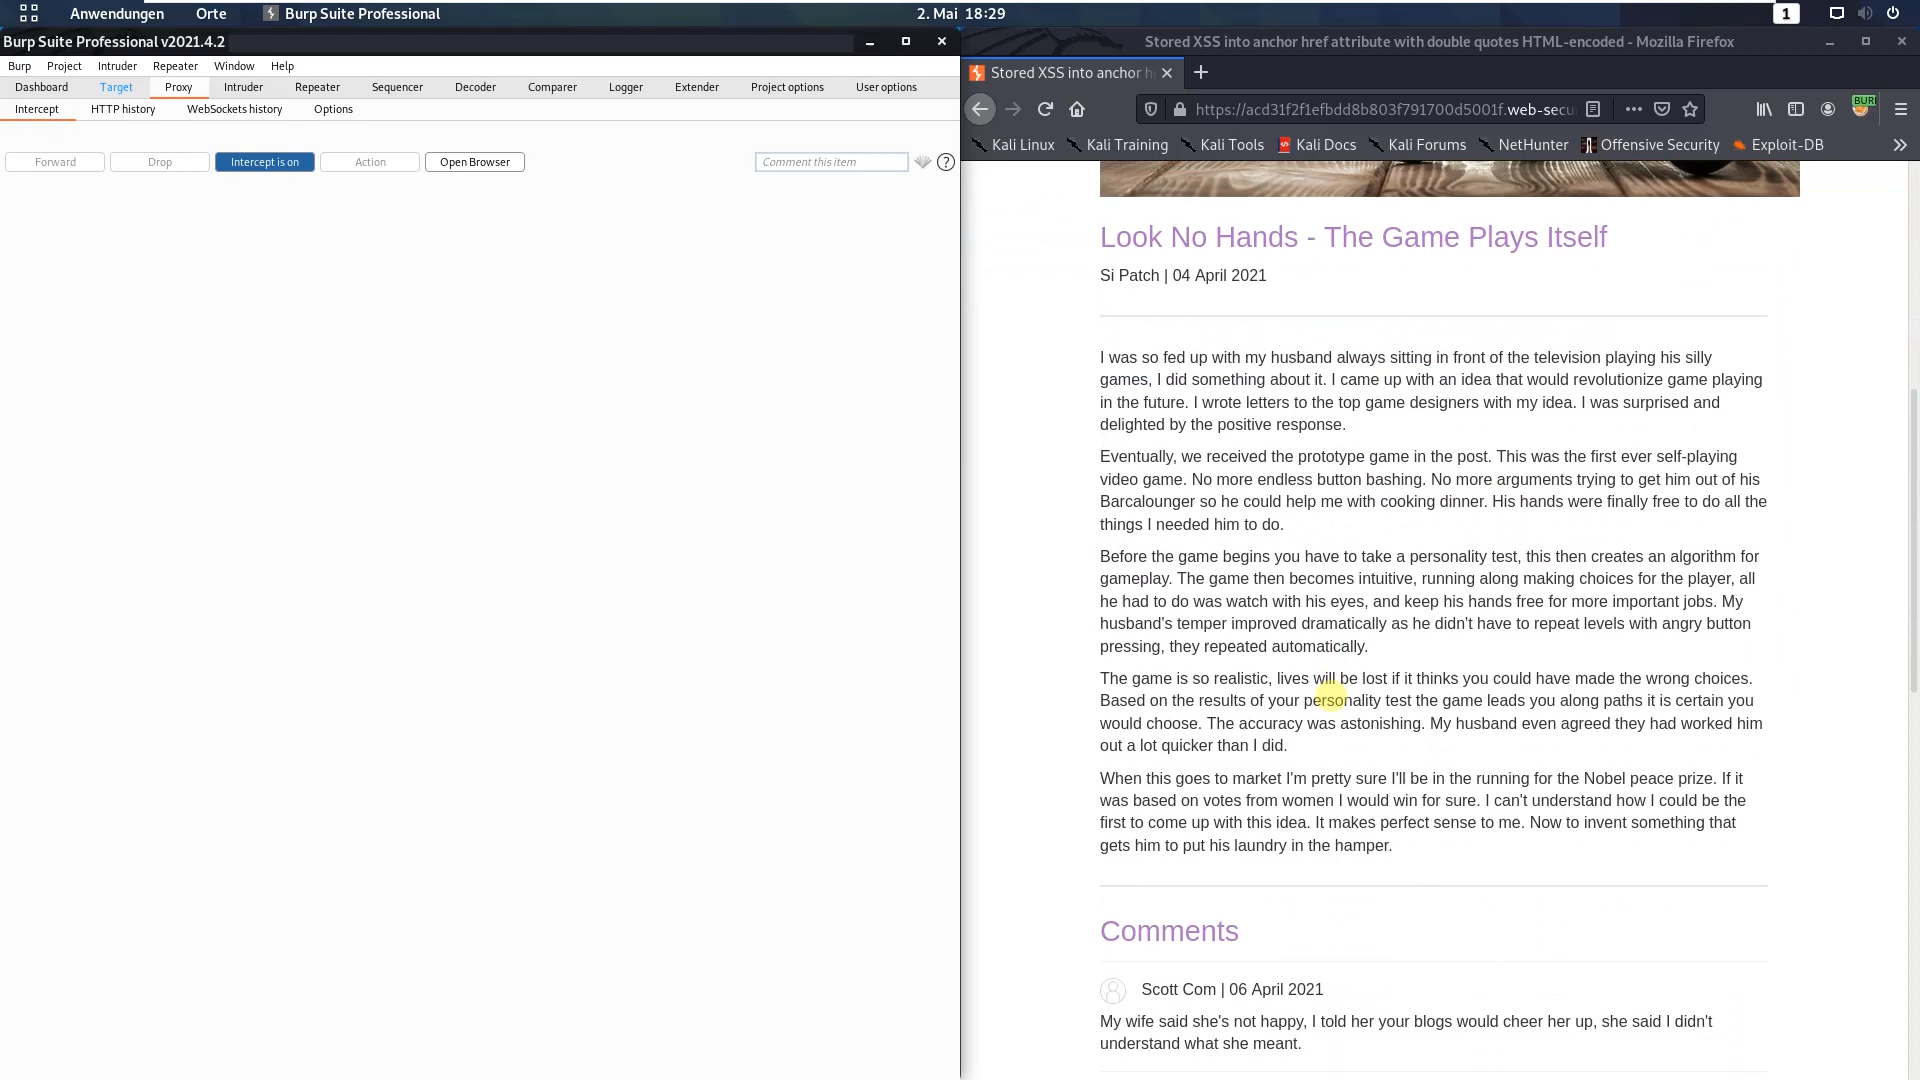 Anwendungen Orte Burp Suite Professional 2. Mai 18:29 1
Burp Suite Professional v2021.4.2
Burp Project Intruder Repeater Window Help
Dashboard Target Proxy Intruder Repeater Sequencer Decoder Comparer Logger Extender Project options User options
Intercept HTTP history WebSockets history Options
Forward Drop Intercept is on Action Open Browser Comment this item ?
Stored XSS into anchor href attribute with double quotes HTML-encoded - Mozilla Firefox
Stored XSS into anchor h
https://acd31f2f1efbdd8b803f791700d5001f.web-secu
BUR
Kali Linux Kali Training Kali Tools Kali Docs Kali Forums NetHunter Offensive Security Exploit-DB
Look No Hands - The Game Plays Itself
Si Patch | 04 April 2021
I was so fed up with my husband always sitting in front of the television playing his silly
games, I did something about it. I came up with an idea that would revolutionize game playing
in the future. I wrote letters to the top game designers with my idea. I was surprised and
delighted by the positive response.
Eventually, we received the prototype game in the post. This was the first ever self-playing
video game. No more endless button bashing. No more arguments trying to get him out of his
Barcalounger so he could help me with cooking dinner. His hands were finally free to do all the
things I needed him to do.
Before the game begins you have to take a personality test, this then creates an algorithm for
gameplay. The game then becomes intuitive, running along making choices for the player, all
he had to do was watch with his eyes, and keep his hands free for more important jobs. My
husband's temper improved dramatically as he didn't have to repeat levels with angry button
pressing, they repeated automatically.
The game is so realistic, lives will be lost if it thinks you could have made the wrong choices.
Based on the results of your personality test the game leads you along paths it is certain you
would choose. The accuracy was astonishing. My husband even agreed they had worked him
out a lot quicker than I did.
When this goes to market I'm pretty sure I'll be in the running for the Nobel peace prize. If it
was based on votes from women I would win for sure. I can't understand how I could be the
first to come up with this idea. It makes perfect sense to me. Now to invent something that
gets him to put his laundry in the hamper.
Comments
Scott Com | 06 April 2021
My wife said she's not happy, I told her your blogs would cheer her up, she said I didn't
understand what she meant.